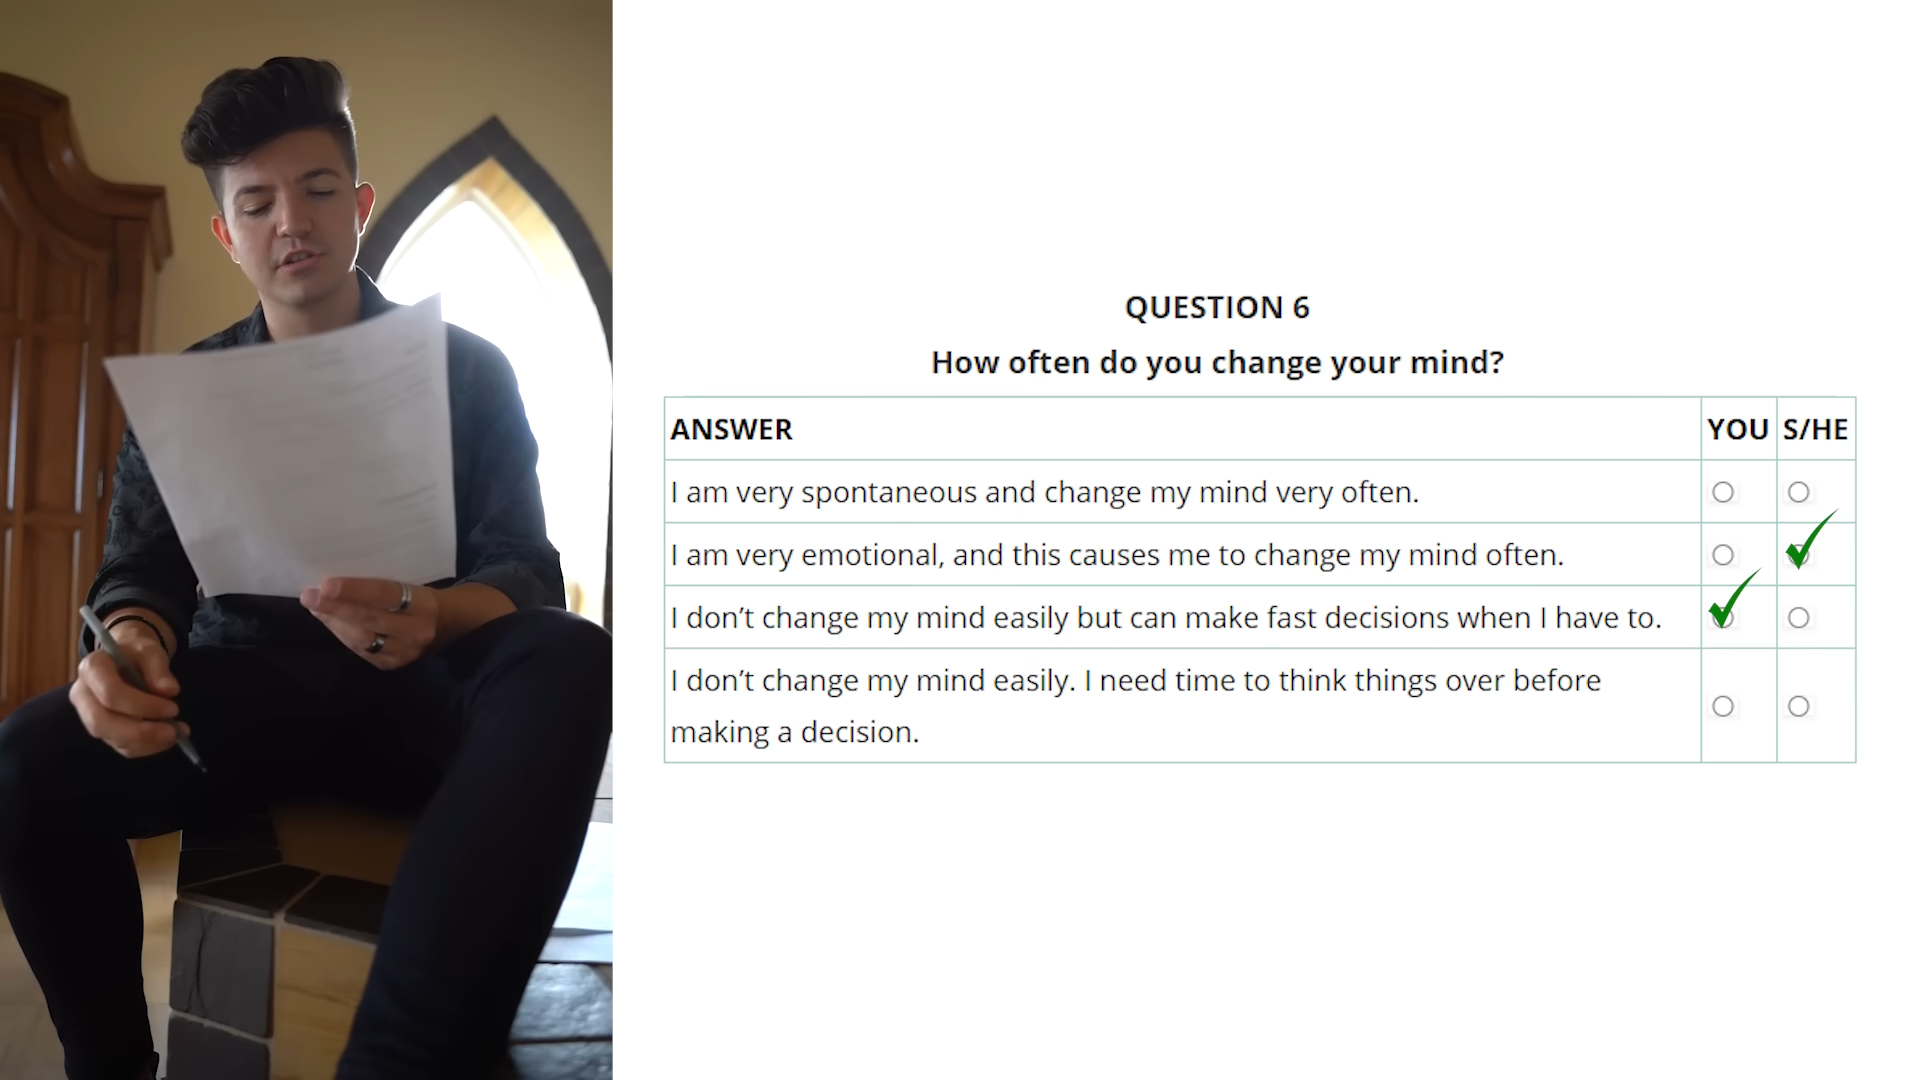 QUESTION 6
How often do you change your mind?
ANSWER YOU S/HE
I am very spontaneous and change my mind very often.
I am very emotional, and this causes me to change my mind often.
I don’t change my mind easily but can make fast decisions when I have to.
I don’t change my mind easily. I need time to think things over before
making a decision.